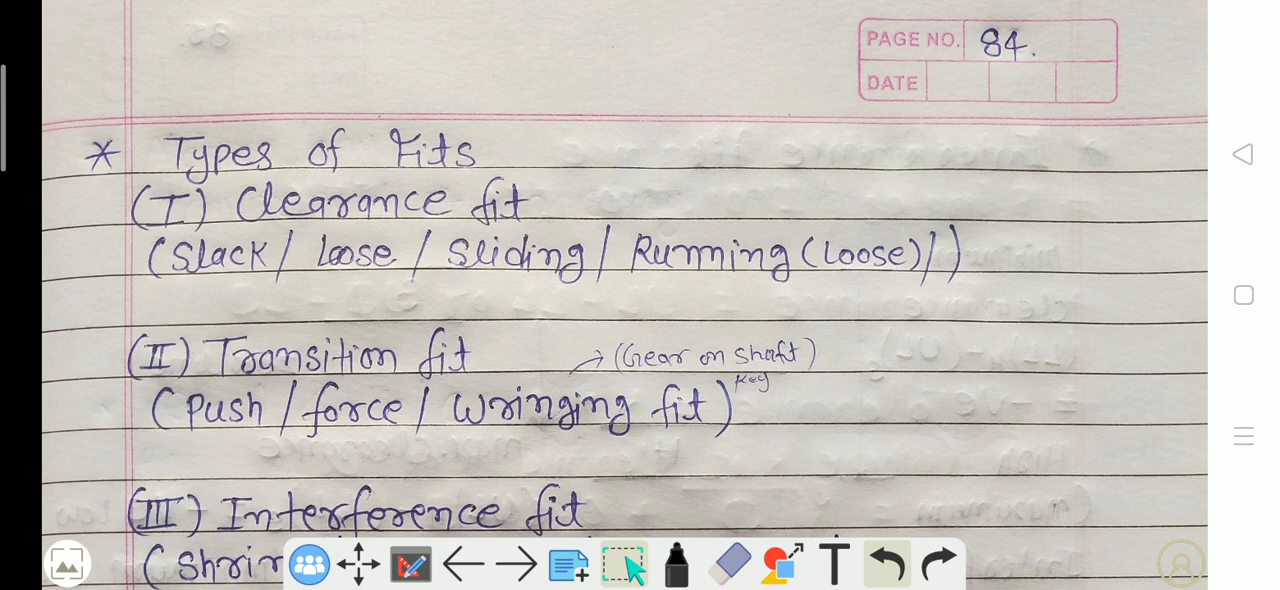 PAGE NO. 84.
DATE
* Types of Fits
(I) Clearance fit
(Slack / Loose / Sliding / Running (Loose) / )
(II) Transition fit → (Gear on shaft)
(Push / force / Wringing fit) key
(III) Interference fit
(Shrin
T